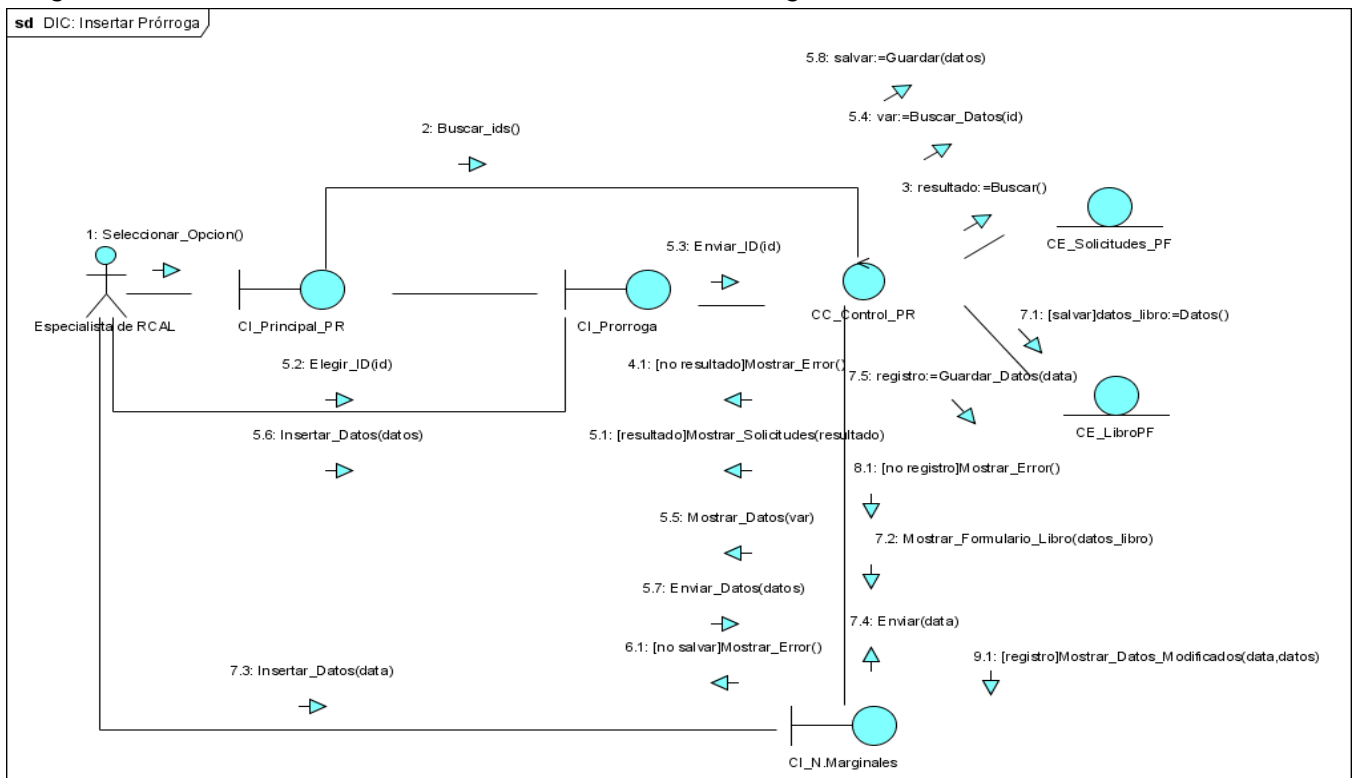 sd DIC: Insertar Prórroga
5.8: salvar:=Guardar(datos)
5.4: var:=Buscar_Datos(id)
2: Buscar_ids()
3: resultado:=Buscar()
1: Seleccionar_Opcion()
5.3: Enviar_ID(id)
CE_Solicitudes_PF
Especialista de RCAL
CI_Principal_PR
CI_Prorroga
CC_Control_PR
7.1: [salvar]datos_libro:=Datos()
5.2: Elegir_ID(id)
4.1: [no resultado]Mostrar_Error()
7.5: registro:=Guardar_Datos(data)
5.6: Insertar_Datos(datos)
5.1: [resultado]Mostrar_Solicitudes(resultado)
CE_LibroPF
8.1: [no registro]Mostrar_Error()
5.5: Mostrar_Datos(var)
7.2: Mostrar_Formulario_Libro(datos_libro)
5.7: Enviar_Datos(datos)
7.4: Enviar(data)
6.1: [no salvar]Mostrar_Error()
9.1: [registro]Mostrar_Datos_Modificados(data,datos)
7.3: Insertar_Datos(data)
CI_N.Marginales